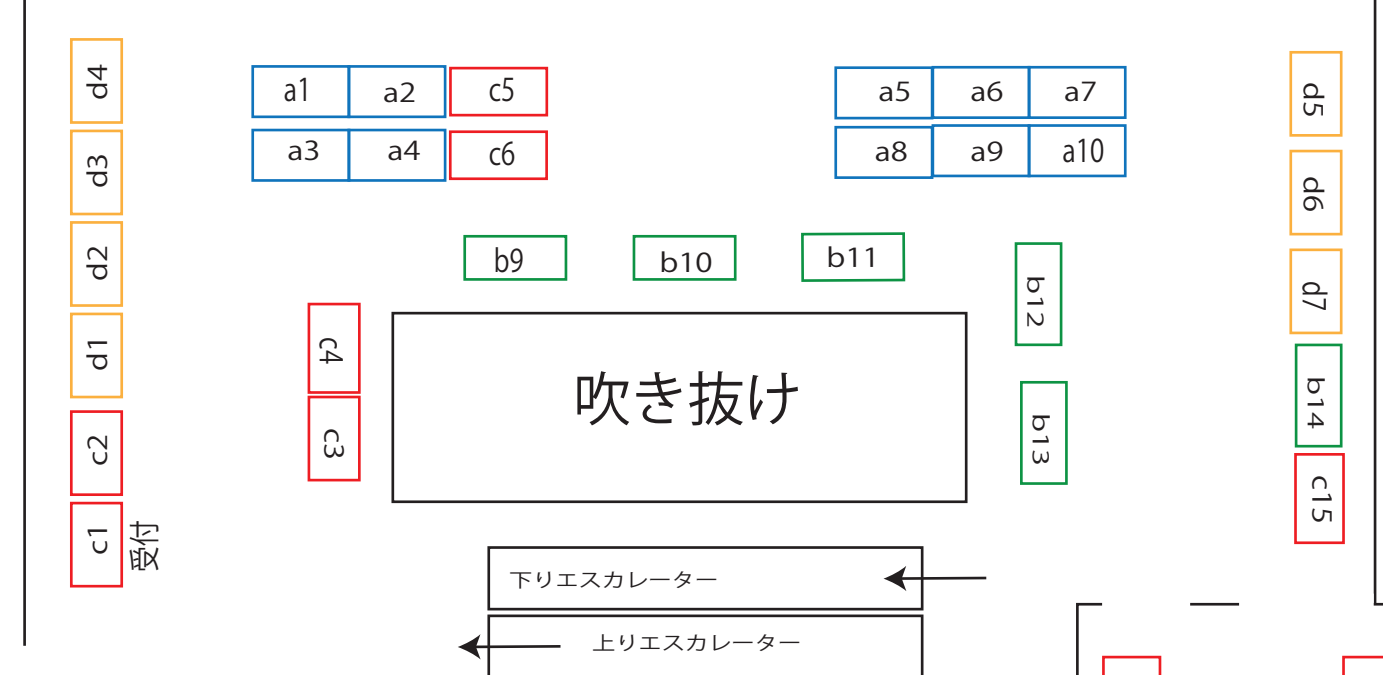 d4
d3
d2
d1
c2
c1
受付
a1 a2 c5
a3 a4 c6
a5 a6 a7
a8 a9 a10
b9 b10 b11
b12
b13
c4
c3
吹き抜け
d5
d6
d7
b14
c15
下りエスカレーター
上りエスカレーター